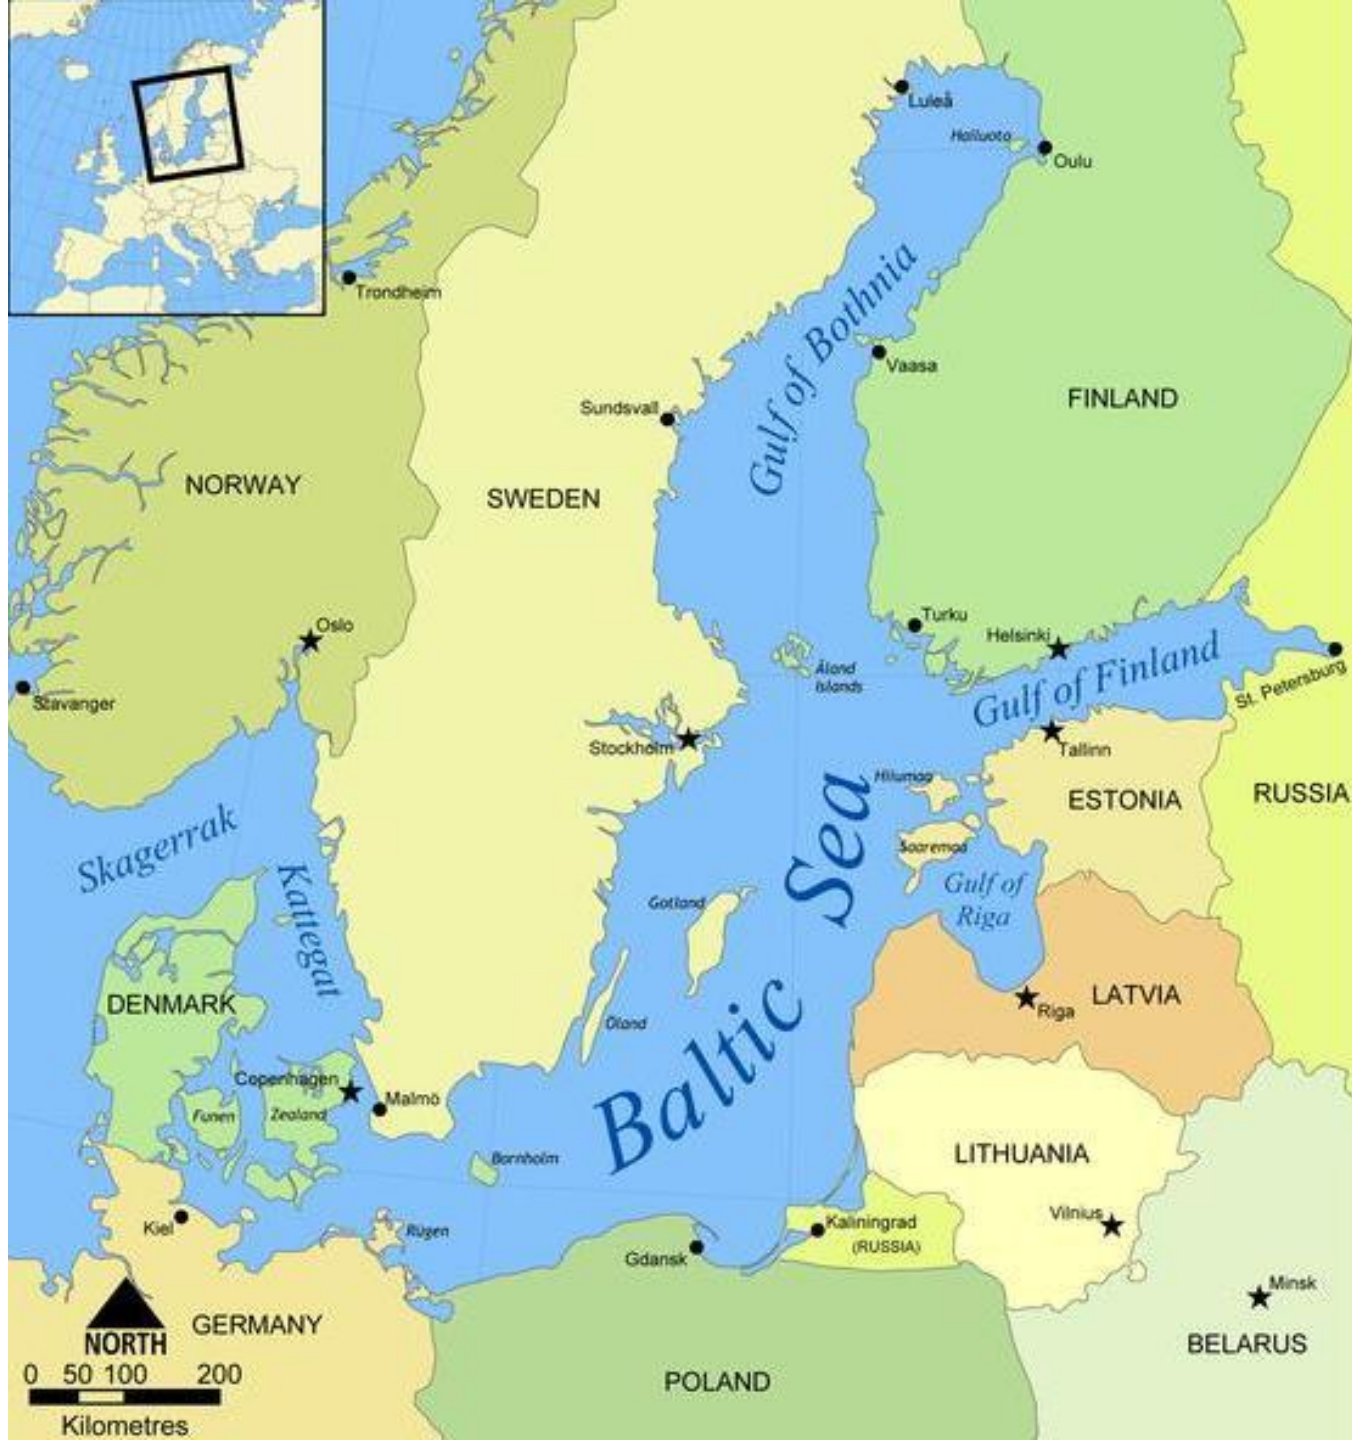 Luleå
Hailuoto
Oulu
Trondheim
Gulf of Bothnia
Vaasa
FINLAND
Sundsvall
NORWAY
SWEDEN
Turku
Oslo
Helsinki
Åland
Islands
Gulf of Finland
St. Petersburg
Stavanger
Stockholm
Tallinn
Hiiumaa
ESTONIA
RUSSIA
Skagerrak
Saaremaa
Kattegat
Gulf of
Riga
Gotland
Baltic Sea
DENMARK
LATVIA
Riga
Öland
Copenhagen
Malmö
Funen
Zealand
LITHUANIA
Bornholm
Vilnius
Kiel
Rügen
Kaliningrad
(RUSSIA)
Gdansk
Minsk
GERMANY
NORTH
BELARUS
0 50 100 200
Kilometres
POLAND